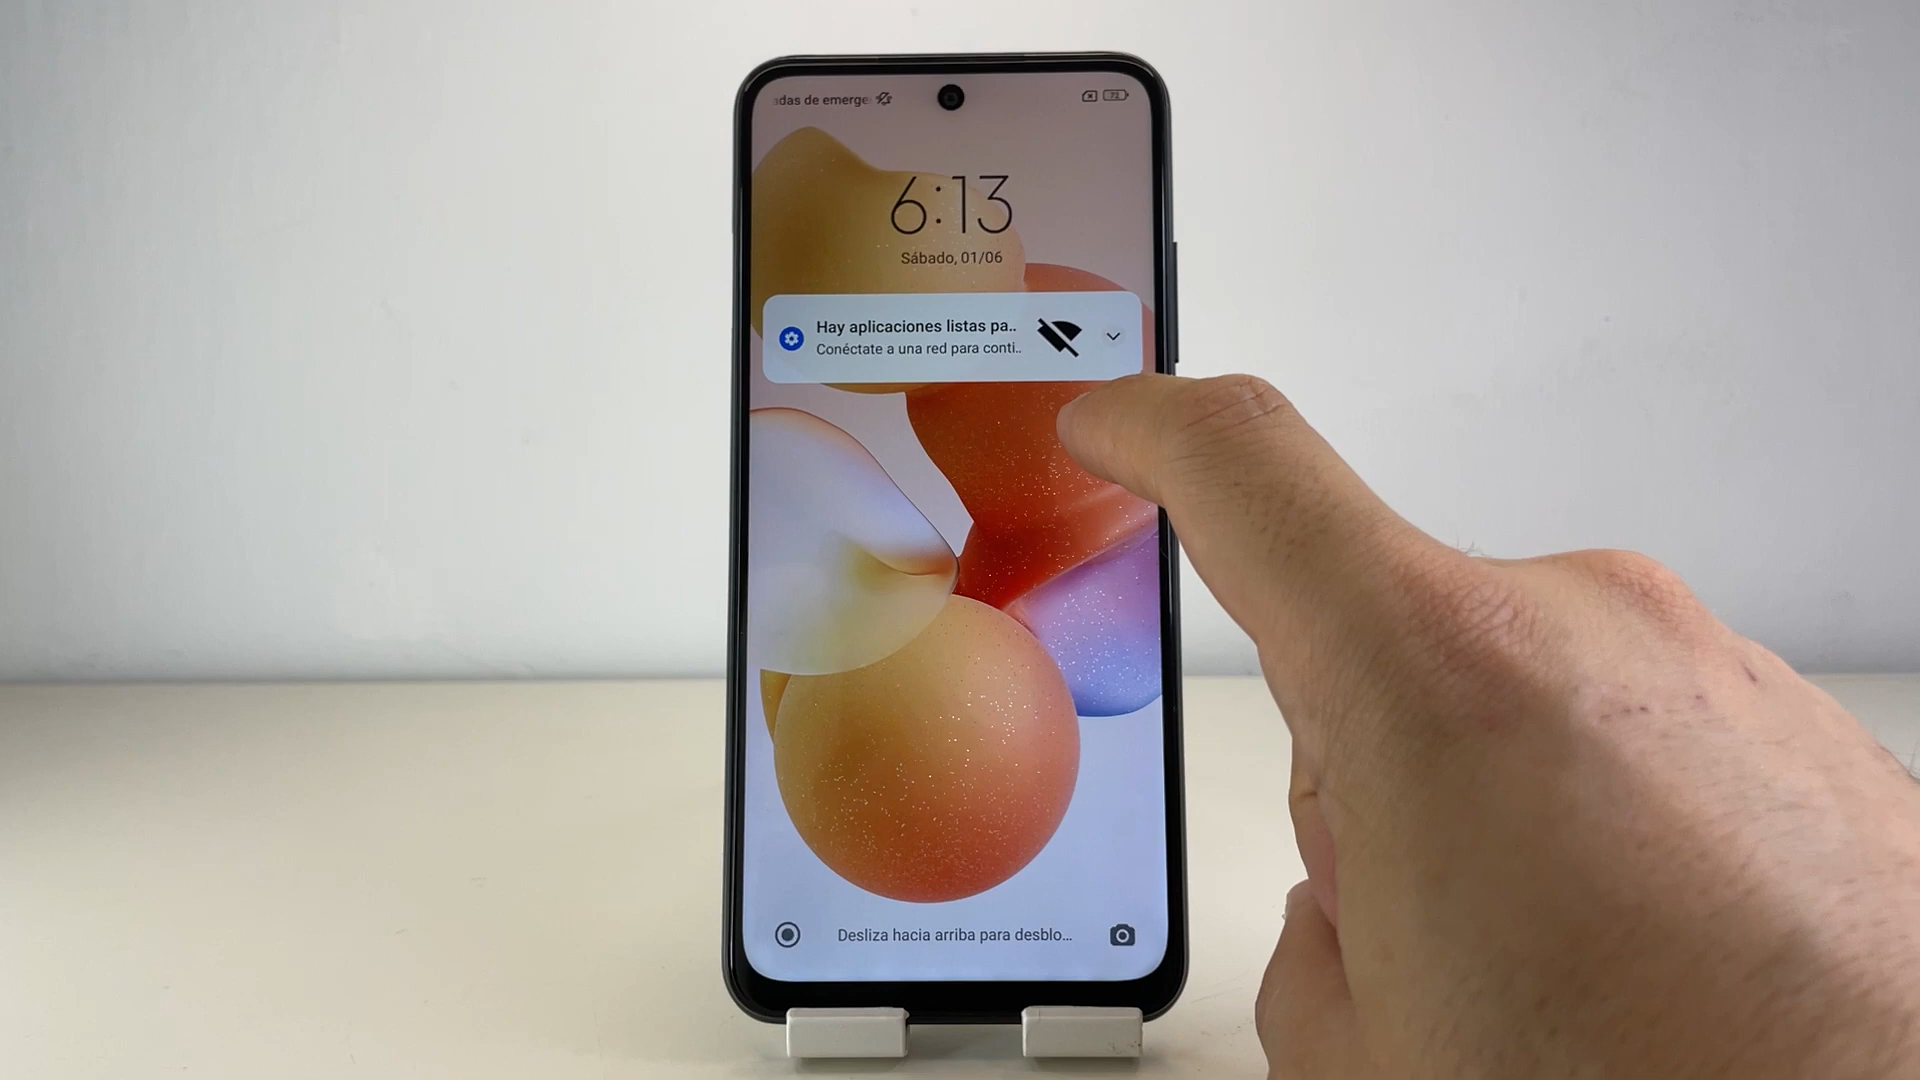 adas de emerge
72
6:13
Sábado, 01/06
Hay aplicaciones listas pa..
Conéctate a una red para conti..
Desliza hacia arriba para desblo...